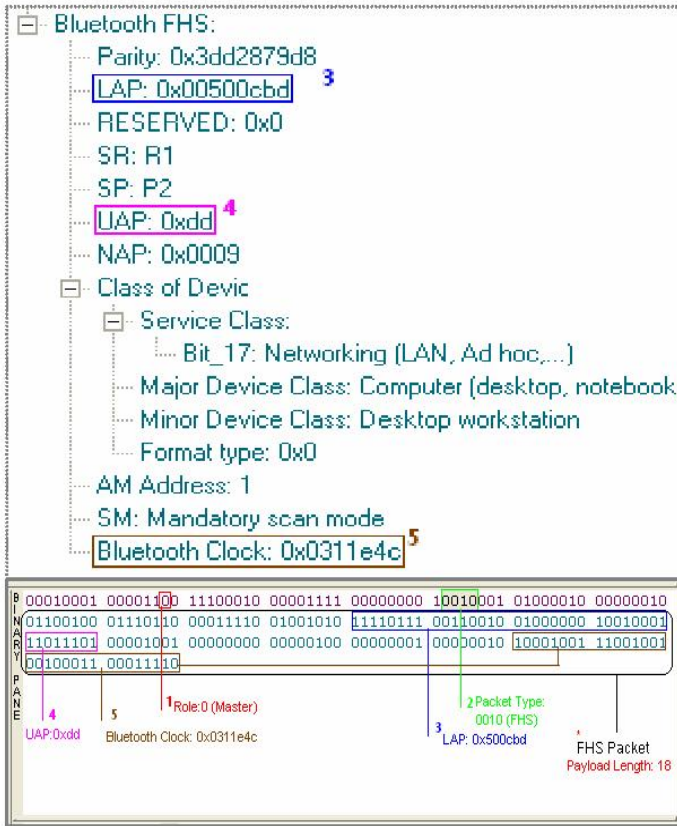 Bluetooth FHS:
Parity: 0x3dd2879d8
LAP: 0x00500cbd 3
RESERVED: 0x0
SR: R1
SP: P2
UAP: 0xdd 4
NAP: 0x0009
Class of Devic
Service Class:
Bit_17: Networking (LAN, Ad hoc,...)
Major Device Class: Computer (desktop, notebook
Minor Device Class: Desktop workstation
Format type: 0x0
AM Address: 1
SM: Mandatory scan mode
Bluetooth Clock: 0x0311e4c 5
BINARY PANE
00010001 00001100 11100010 00001111 00000000 10010001 01000010 00000010
01100100 01110110 00011110 01001010 11110111 00110010 01000000 10010001
11011101 00001001 00000000 00000100 00000001 00000010 10001001 11001001
00100011 00011110
1 Role:0 (Master)
2 Packet Type:
0010 (FHS)
3 LAP: 0x500cbd
4 UAP:0xdd
5 Bluetooth Clock: 0x0311e4c
* FHS Packet
Payload Length: 18